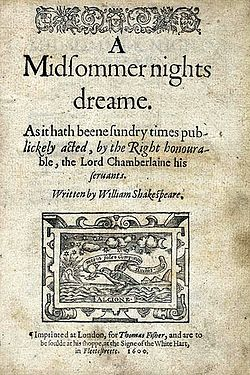 A
Midsommer nights
dreame.
As it hath beene sundry times pub-
lickely acted, by the Right honoura-
ble, the Lord Chamberlaine his
seruants.
Written by William Shakespeare.
ALCIONE
¶ Imprinted at London, for Thomas Fisher, and are to
be soulde at his shoppe, at the Signe of the White Hart,
in Fleetestreete. 1600.